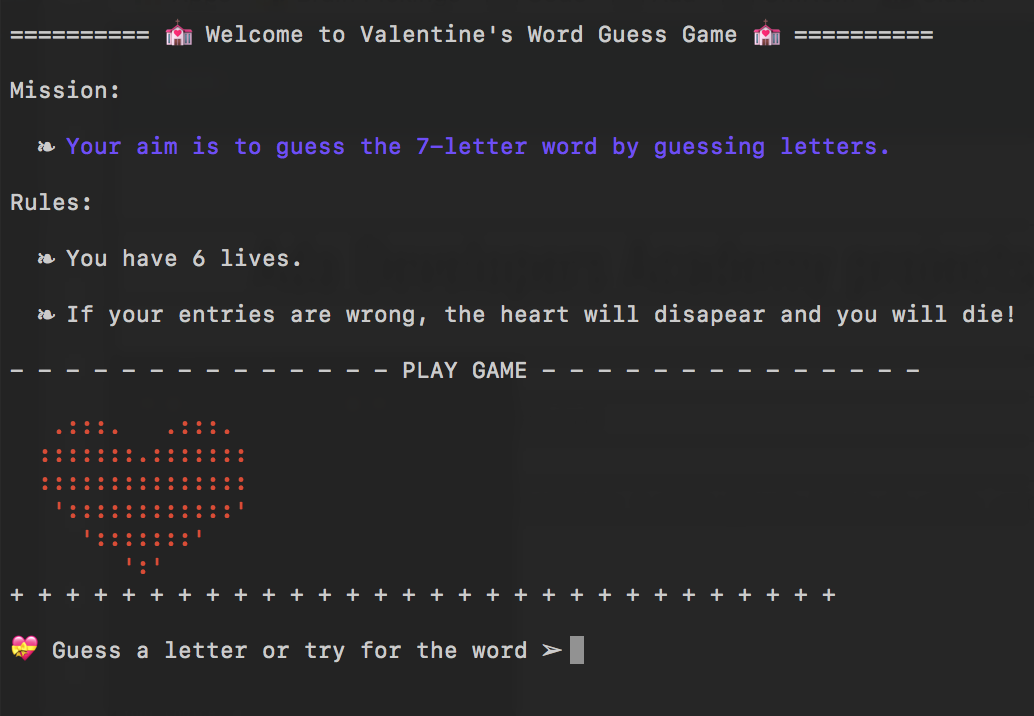 ========== 💒 Welcome to Valentine's Word Guess Game 💒 ==========
Mission:
❧ Your aim is to guess the 7-letter word by guessing letters.
Rules:
❧ You have 6 lives.
❧ If your entries are wrong, the heart will disapear and you will die!
- - - - - - - - - - - - - - PLAY GAME - - - - - - - - - - - - - -
.:::.   .:::.
:::::::.:::::::
:::::::::::::::
':::::::::::::'
':::::::'
':'
+ + + + + + + + + + + + + + + + + + + + + + + + + + + + + +
💝 Guess a letter or try for the word ➢